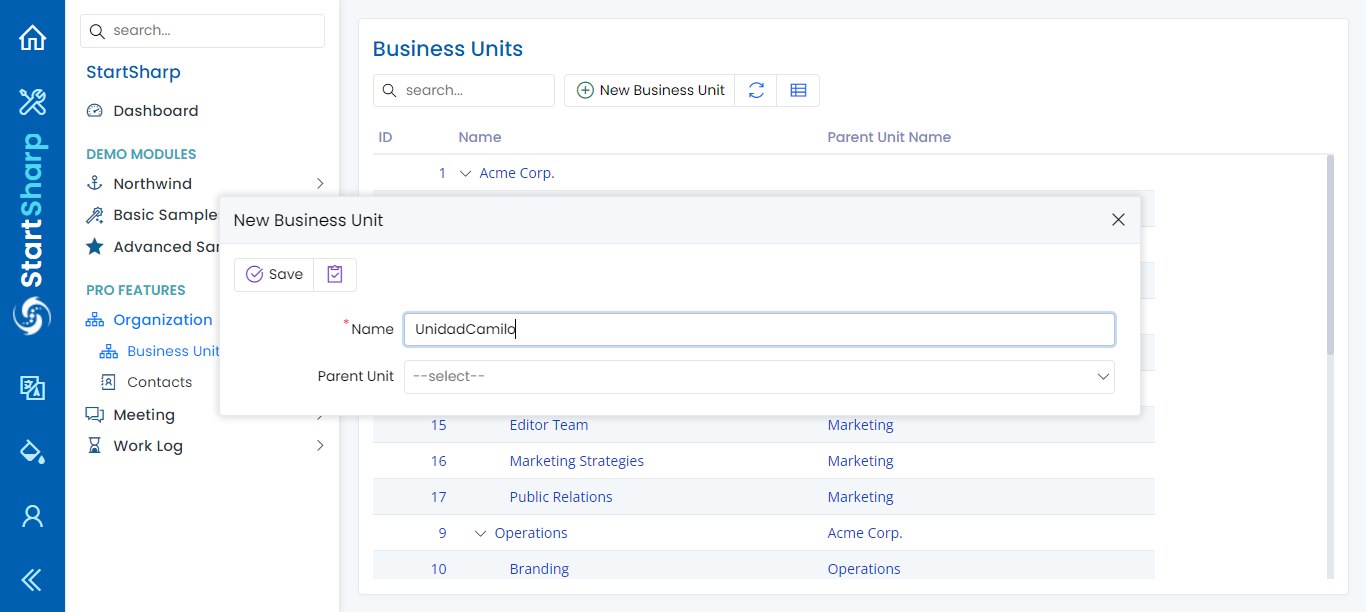 StartSharp
search...
StartSharp
Dashboard
DEMO MODULES
Northwind
Basic Sample
Advanced Sa
PRO FEATURES
Organization
Business Unit
Contacts
Meeting
Work Log
Business Units
search...
New Business Unit
ID Name Parent Unit Name
1 Acme Corp.
New Business Unit
Save
*Name UnidadCamilo
Parent Unit --select--
15 Editor Team Marketing
16 Marketing Strategies Marketing
17 Public Relations Marketing
9 Operations Acme Corp.
10 Branding Operations